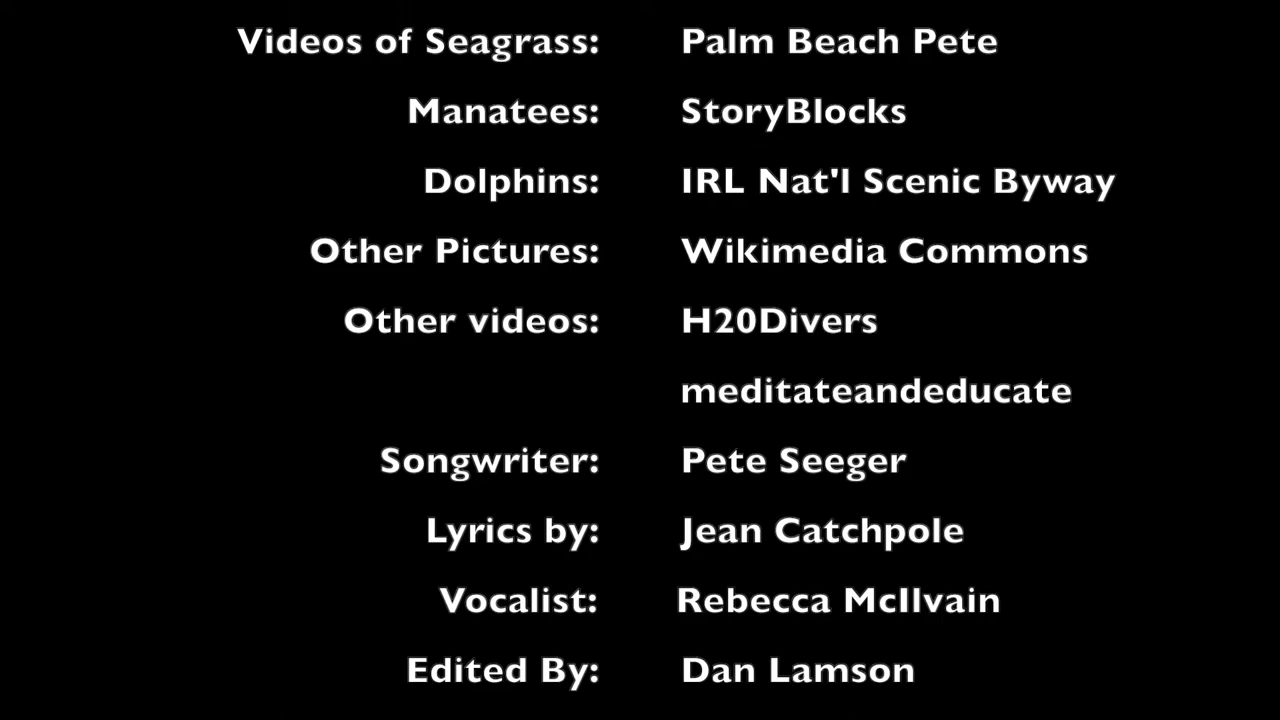 Videos of Seagrass: Palm Beach Pete
Manatees: StoryBlocks
Dolphins: IRL Nat'l Scenic Byway
Other Pictures: Wikimedia Commons
Other videos: H20Divers
meditateandeducate
Songwriter: Pete Seeger
Lyrics by: Jean Catchpole
Vocalist: Rebecca McIlvain
Edited By: Dan Lamson